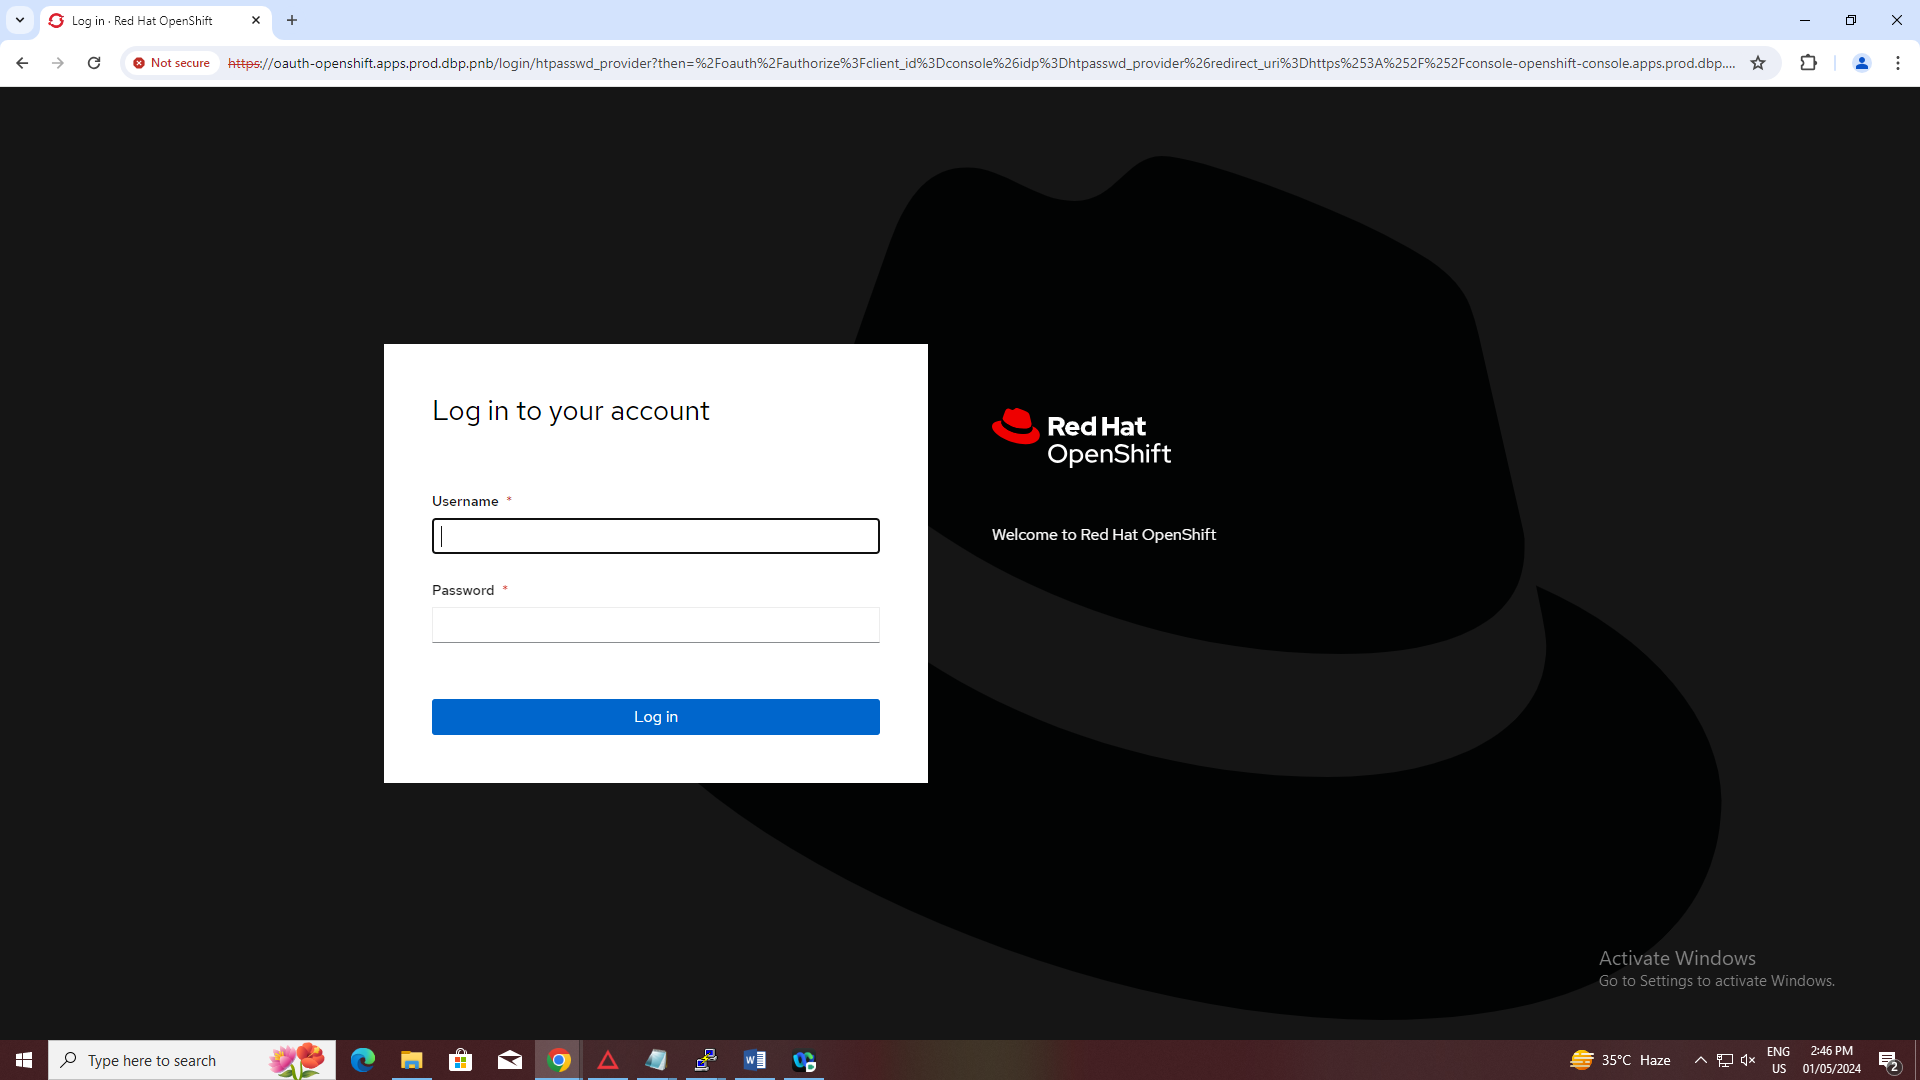 Log in · Red Hat OpenShift
Not secure
https://oauth-openshift.apps.prod.dbp.pnb/login/htpasswd_provider?then=%2Foauth%2Fauthorize%3Fclient_id%3Dconsole%26idp%3Dhtpasswd_provider%26redirect_uri%3Dhttps%253A%252F%252Fconsole-openshift-console.apps.prod.dbp....
Log in to your account
Username *
Password *
Log in
Red Hat
OpenShift
Welcome to Red Hat OpenShift
Activate Windows
Go to Settings to activate Windows.
Type here to search
35°C Haze
ENG
US
2:46 PM
01/05/2024
2